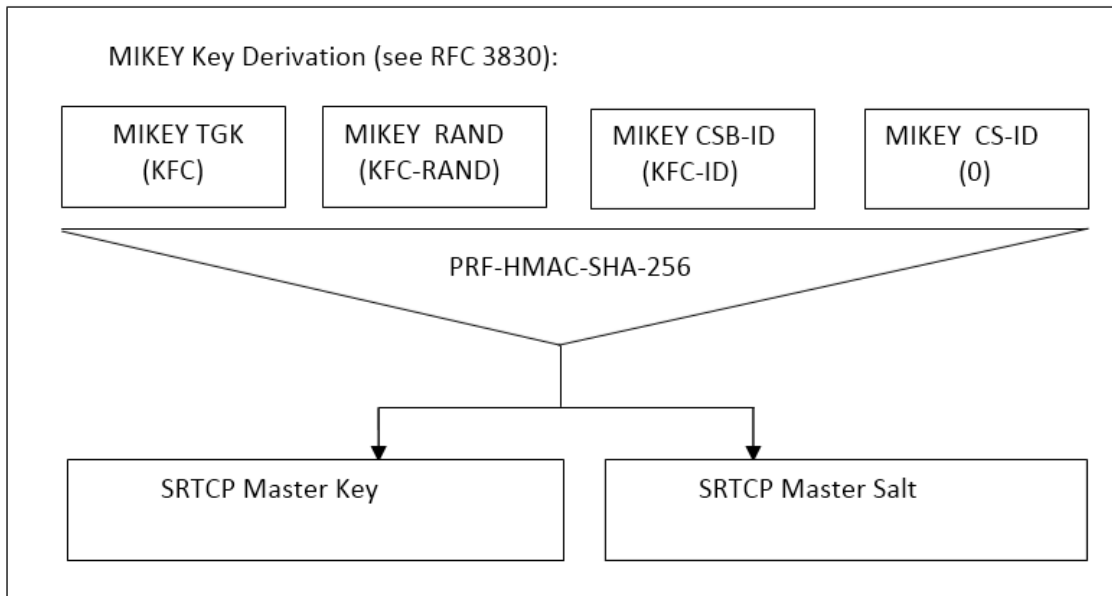 MIKEY Key Derivation (see RFC 3830):
MIKEY TGK
(KFC)
MIKEY RAND
(KFC-RAND)
MIKEY CSB-ID
(KFC-ID)
MIKEY CS-ID
(0)
PRF-HMAC-SHA-256
SRTCP Master Key
SRTCP Master Salt